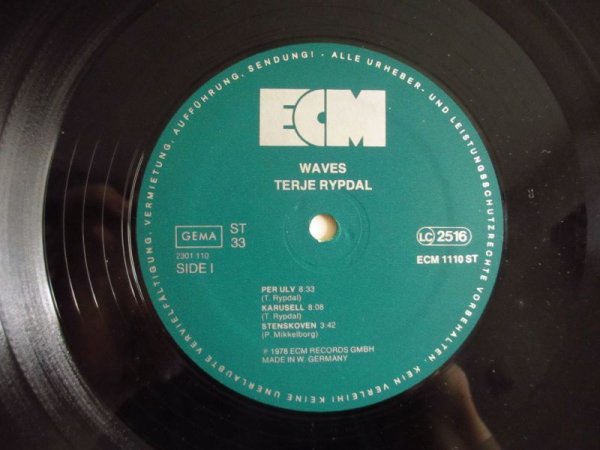 KEINE UNERLAUBTE VERVIELFÄLTIGUNG, VERMIETUNG, AUFFÜHRUNG, SENDUNG! - ALLE URHEBER- UND LEISTUNGSSCHUTZRECHTE VORBEHALTEN. KEIN VERLEIH!
ECM
WAVES
TERJE RYPDAL
GEMA
ST
33
2301 110
SIDE I
LC 2516
ECM 1110 ST
PER ULV 8:33
(T. Rypdal)
KARUSELL 8:08
(T. Rypdal)
STENSKOVEN 3:42
(P. Mikkelborg)
℗ 1978 ECM RECORDS GMBH
MADE IN W. GERMANY